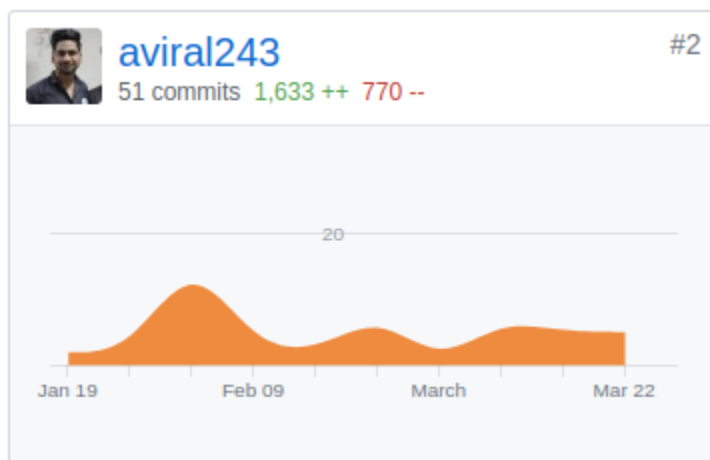 aviral243
#2
51 commits 1,633 ++ 770 --
20
Jan 19 Feb 09 March Mar 22